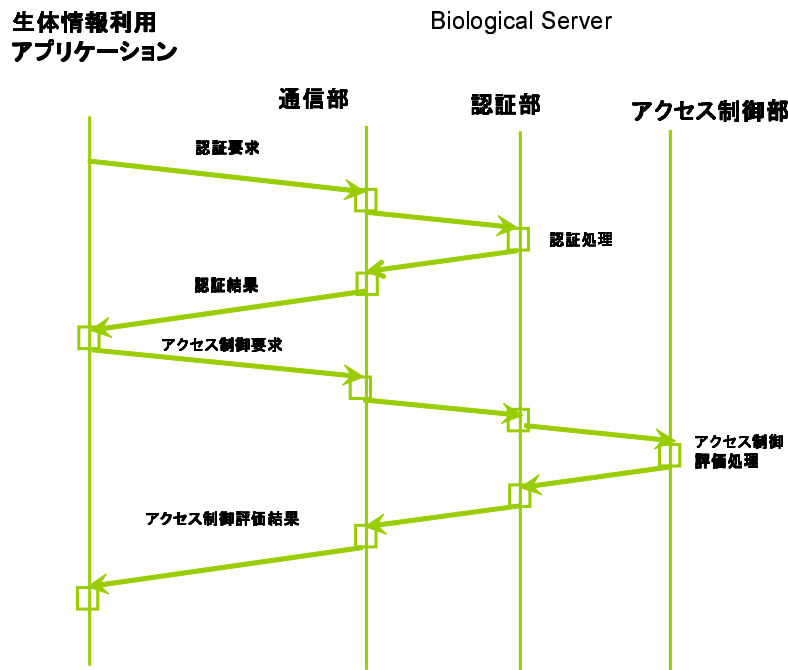 生体情報利用
アプリケーション
Biological Server
通信部
認証部
アクセス制御部
認証要求
認証処理
認証結果
アクセス制御要求
アクセス制御
評価処理
アクセス制御評価結果